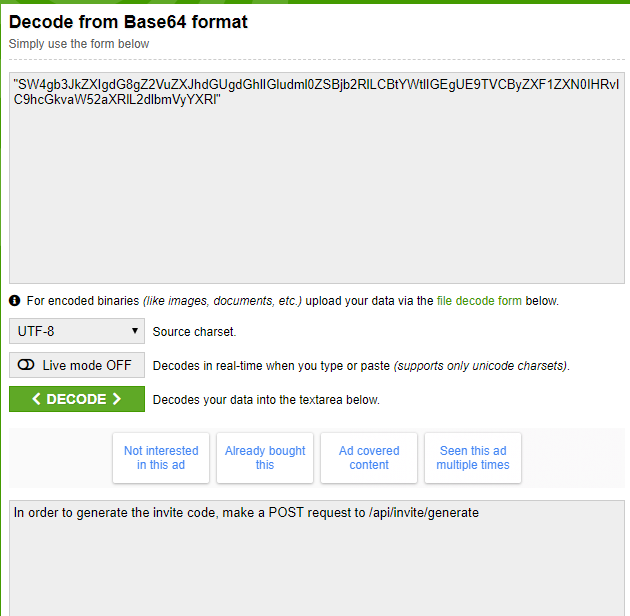 Decode from Base64 format
Simply use the form below
"SW4gb3JkZXIgdG8gZ2VuZXJhdGUgdGhlIGludml0ZSBjb2RlLCBtYWtlIGEgUE9TVCByZXF1ZXN0IHRvI
C9hcGkvaW52aXRlL2dlbmVyYXRl"
For encoded binaries (like images, documents, etc.) upload your data via the file decode form below.
UTF-8 Source charset.
Live mode OFF Decodes in real-time when you type or paste (supports only unicode charsets).
DECODE Decodes your data into the textarea below.
Not interested
in this ad
Already bought
this
Ad covered
content
Seen this ad
multiple times
In order to generate the invite code, make a POST request to /api/invite/generate